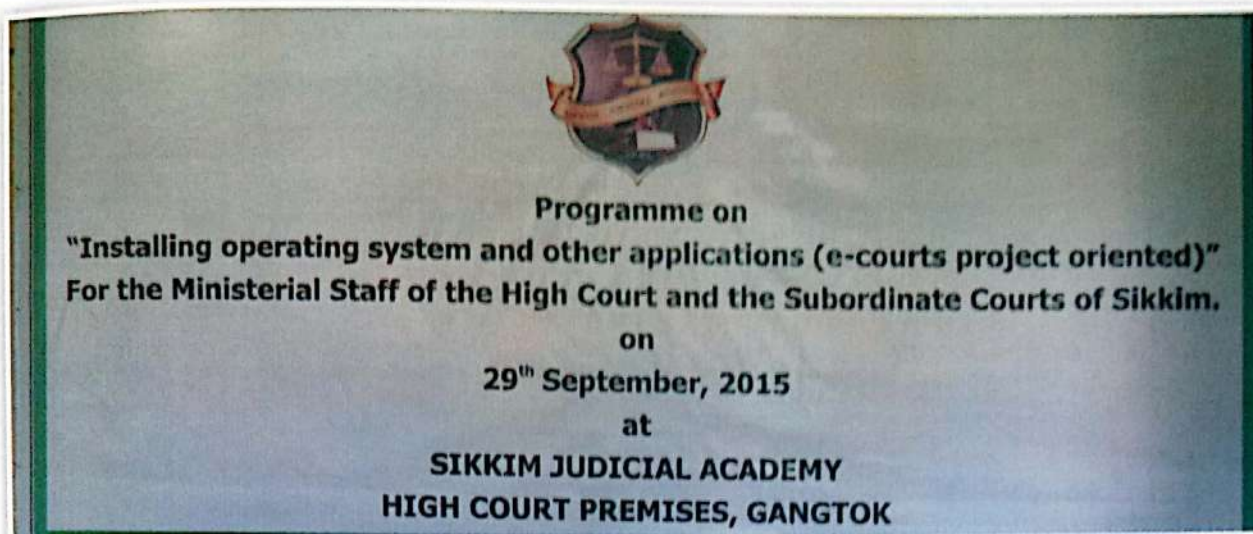 Programme on
"Installing operating system and other applications (e-courts project oriented)"
For the Ministerial Staff of the High Court and the Subordinate Courts of Sikkim.
on
29th September, 2015
at
SIKKIM JUDICIAL ACADEMY
HIGH COURT PREMISES, GANGTOK